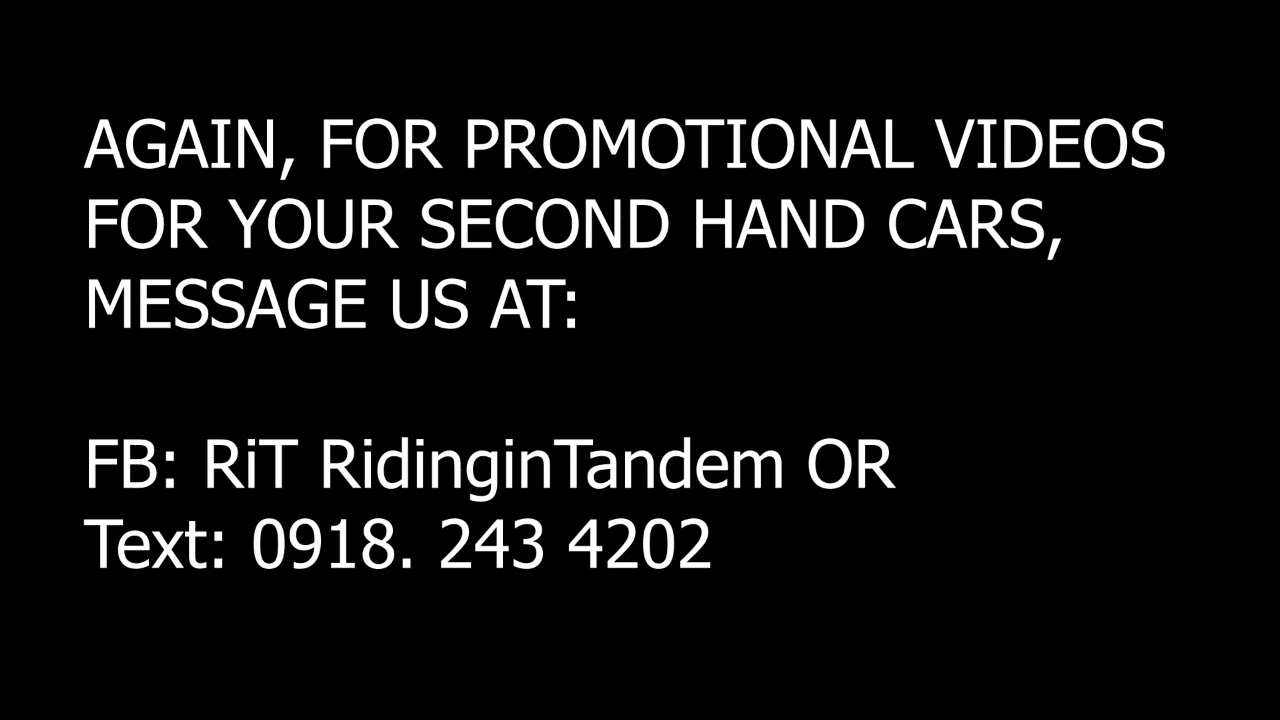 AGAIN, FOR PROMOTIONAL VIDEOS
FOR YOUR SECOND HAND CARS,
MESSAGE US AT:
FB: RiT RidinginTandem OR
Text: 0918. 243 4202